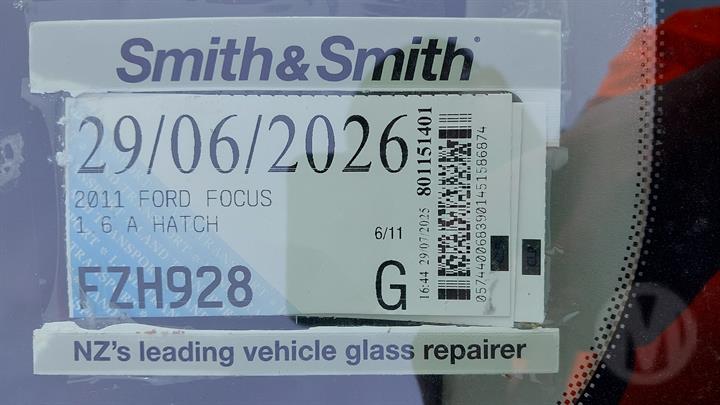 Smith&Smith®
29/06/2026
2011 FORD FOCUS
1.6 A HATCH
6/11
FZH928
G
16:44 29/07/2025 801151401
0574400683901451586874
NZ's leading vehicle glass repairer
M